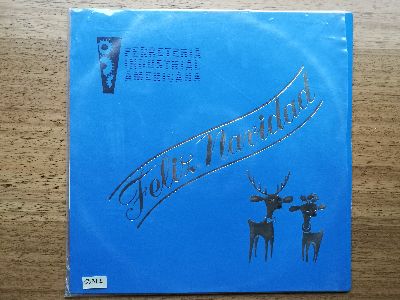 FERRETERIA
INDUSTRIAL
AMERICANA
Feliz Navidad